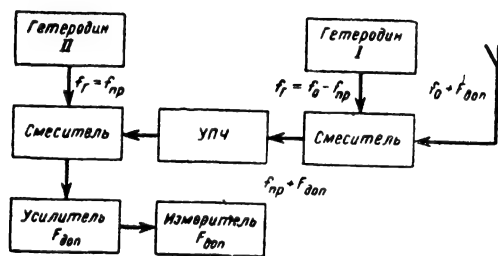 Гетеродин
II
Гетеродин
I
fг = fпр
fг = f0 − fпр
f0 + Fдоп
Смеситель
УПЧ
Смеситель
fпр + Fдоп
Усилитель
Fдоп
Измеритель
Fдоп